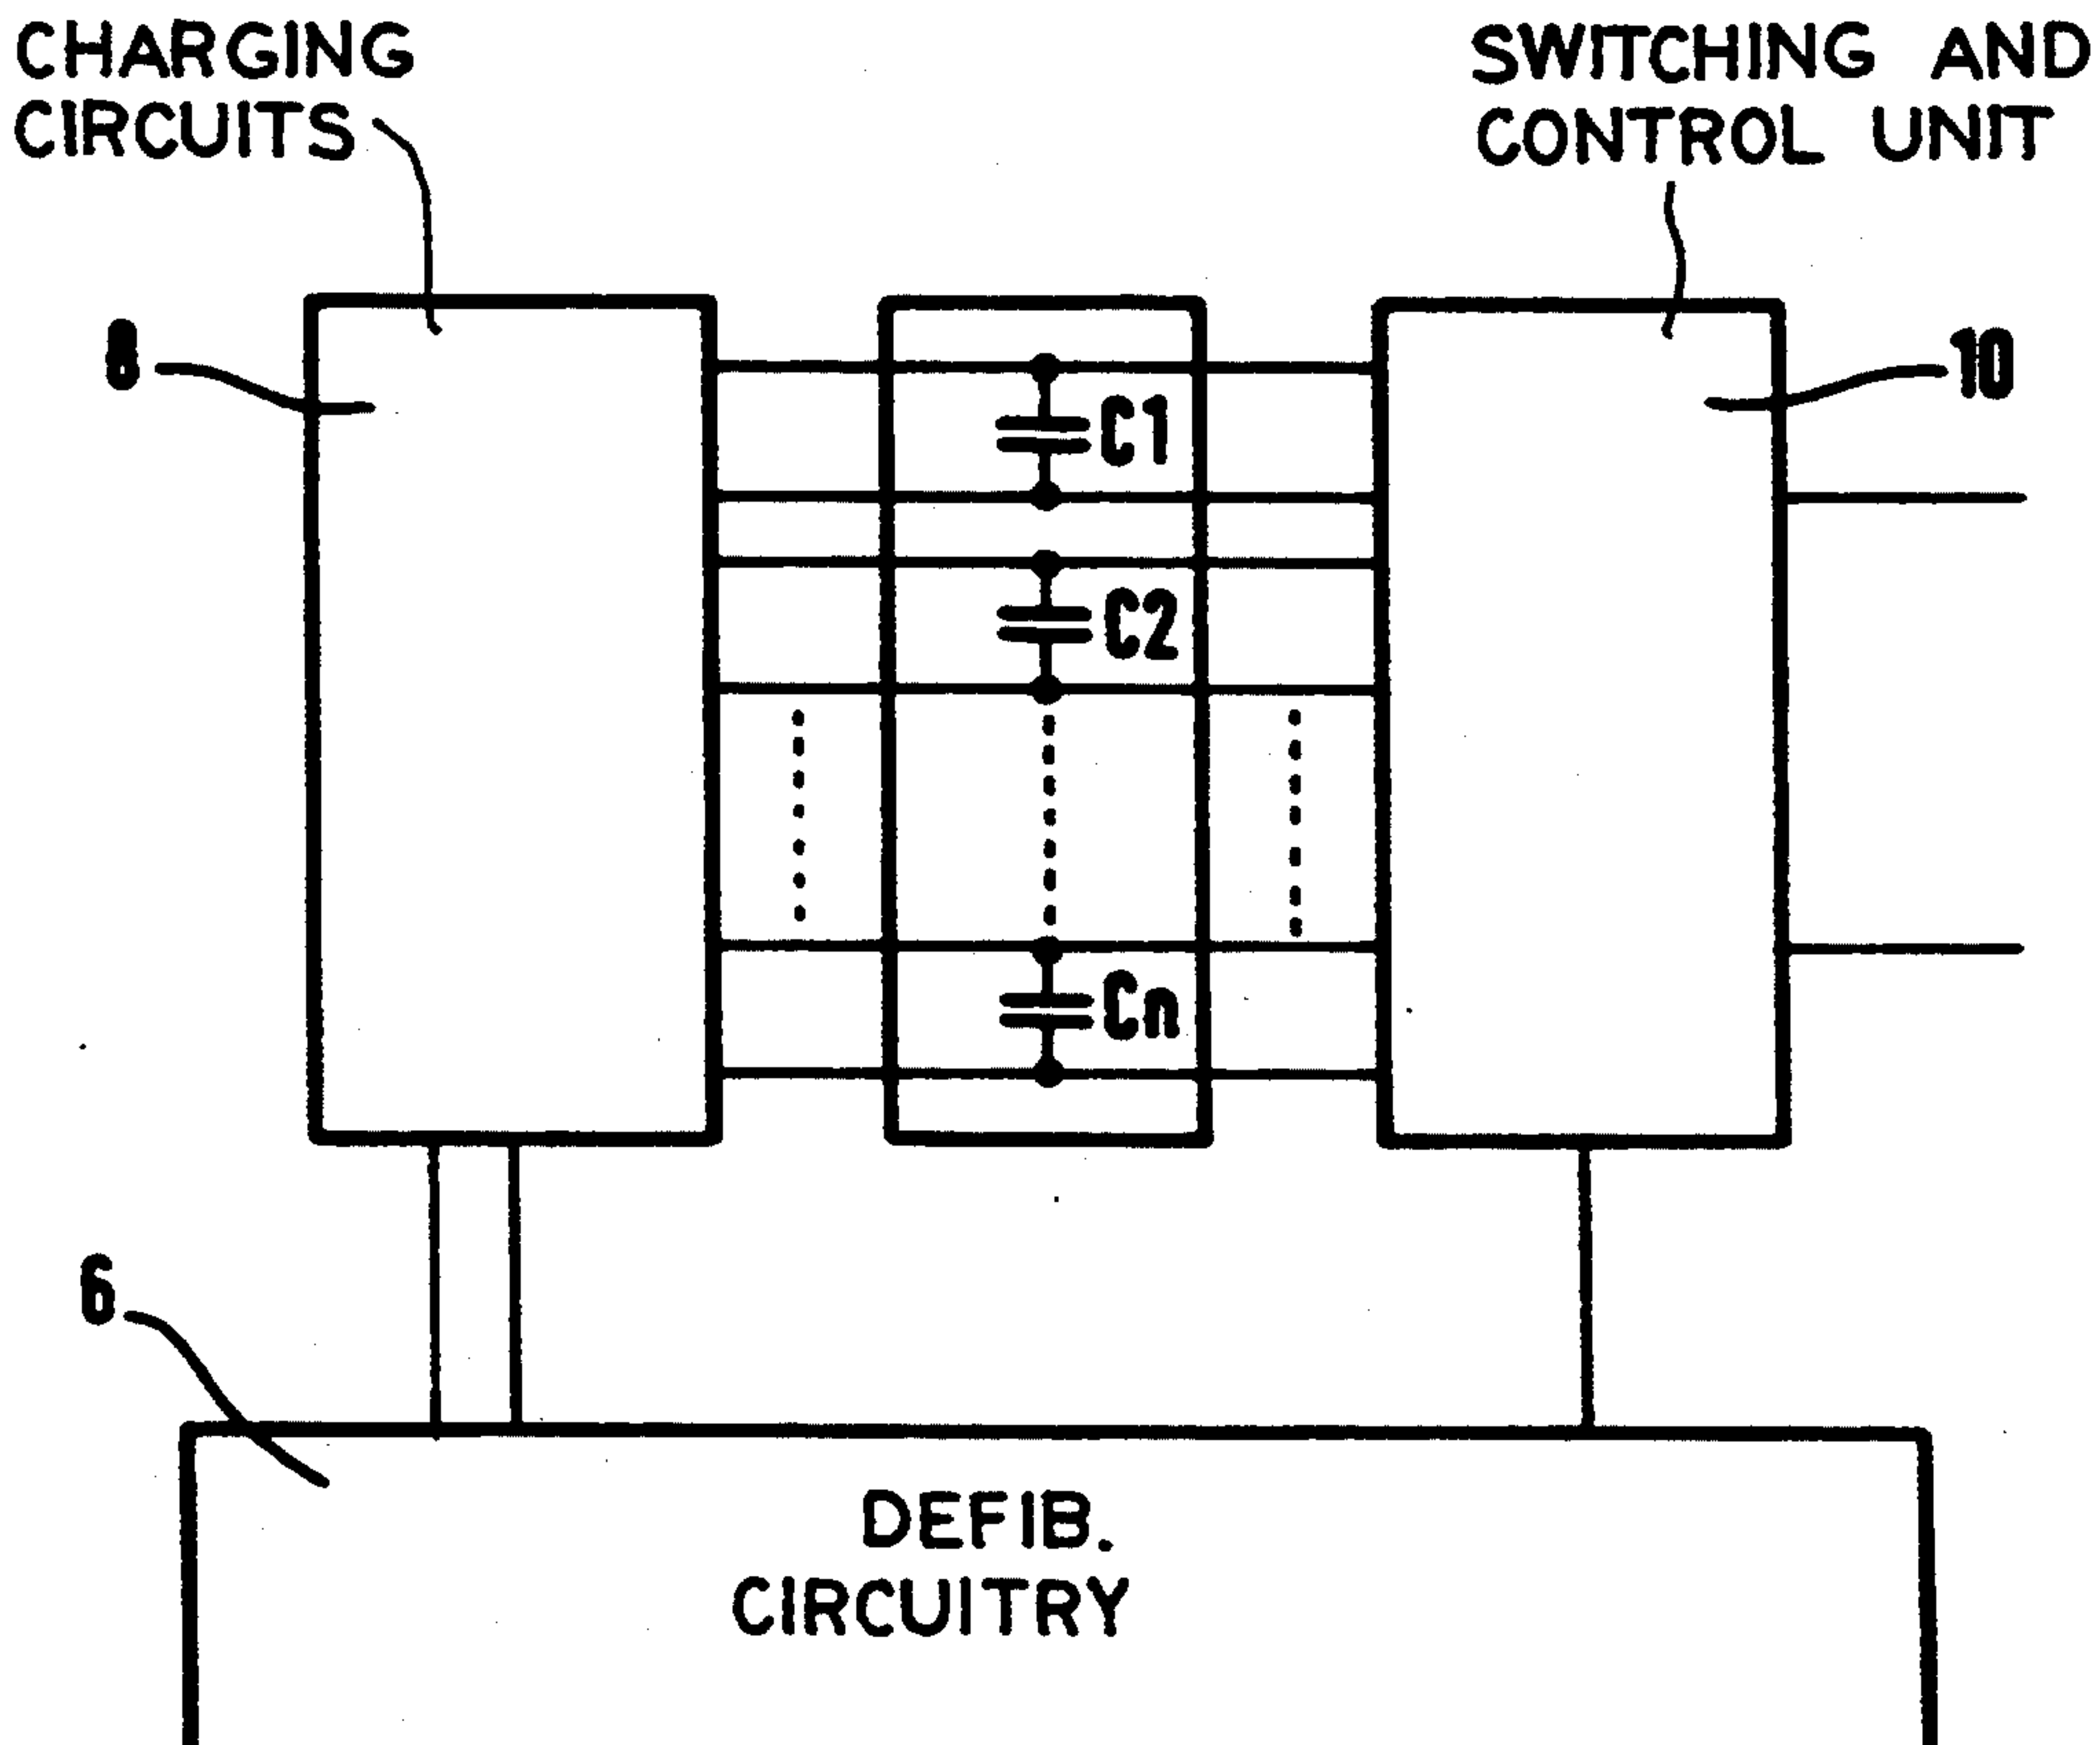 CHARGING
CIRCUITS
SWITCHING AND
CONTROL UNIT
8
10
C1
C2
Cn
6
DEFIB.
CIRCUITRY